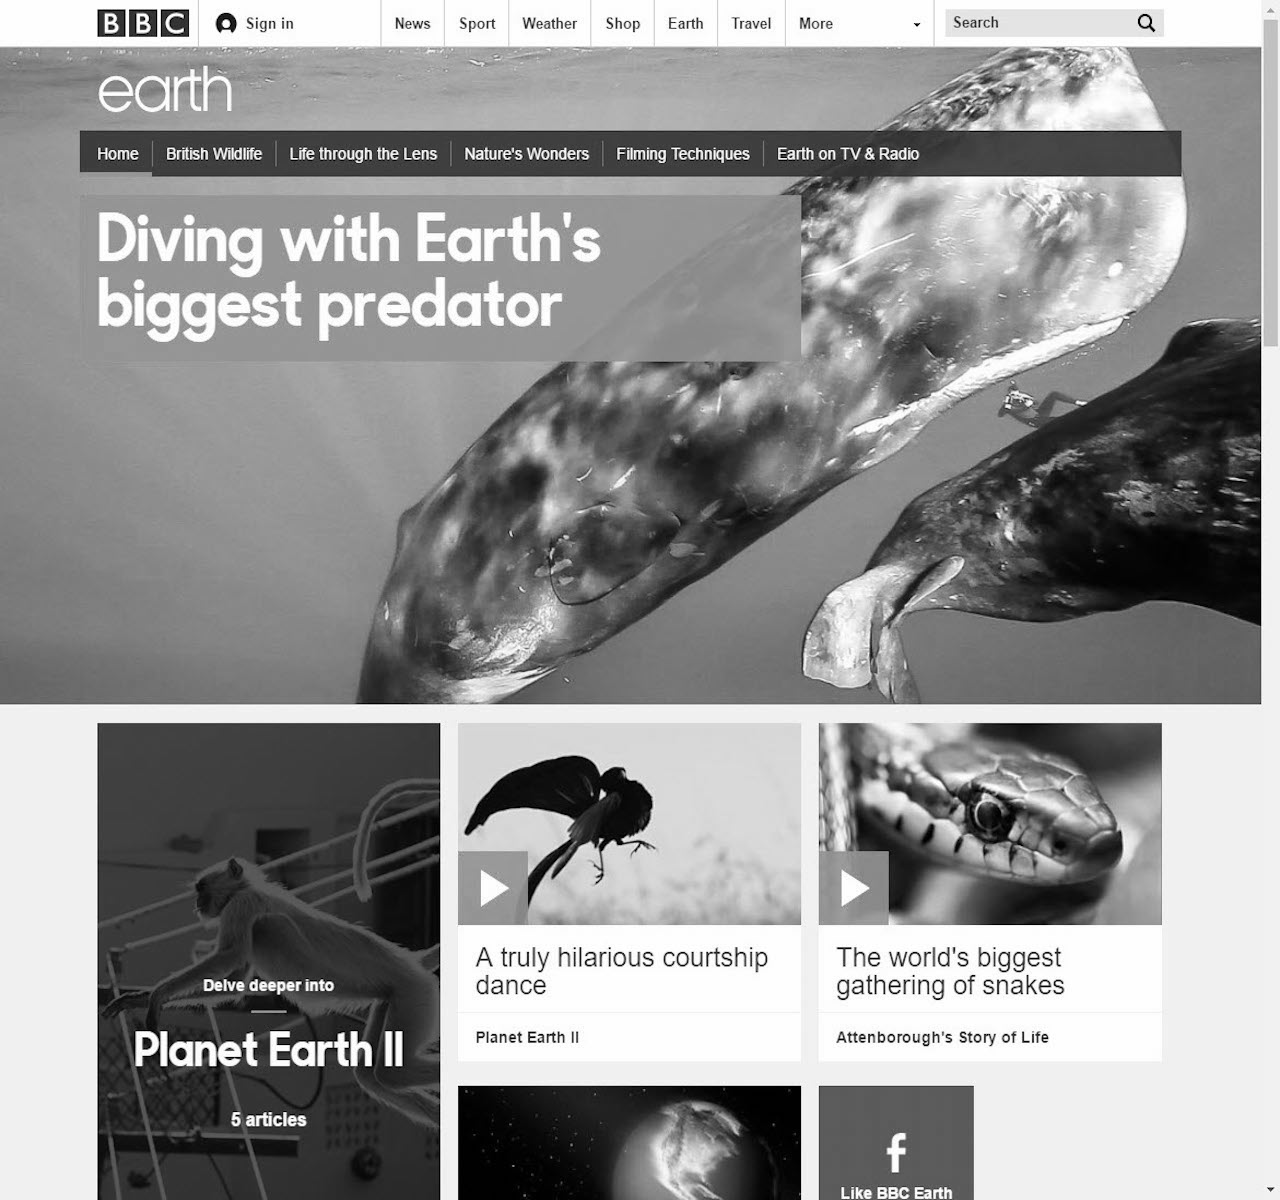 BBC
Sign in
News
Sport
Weather
Shop
Earth
Travel
More
Search
earth
Home
British Wildlife
Life through the Lens
Nature's Wonders
Filming Techniques
Earth on TV & Radio
Diving with Earth's
biggest predator
Delve deeper into
Planet Earth II
5 articles
A truly hilarious courtship
dance
Planet Earth II
The world's biggest
gathering of snakes
Attenborough's Story of Life
f
Like BBC Earth